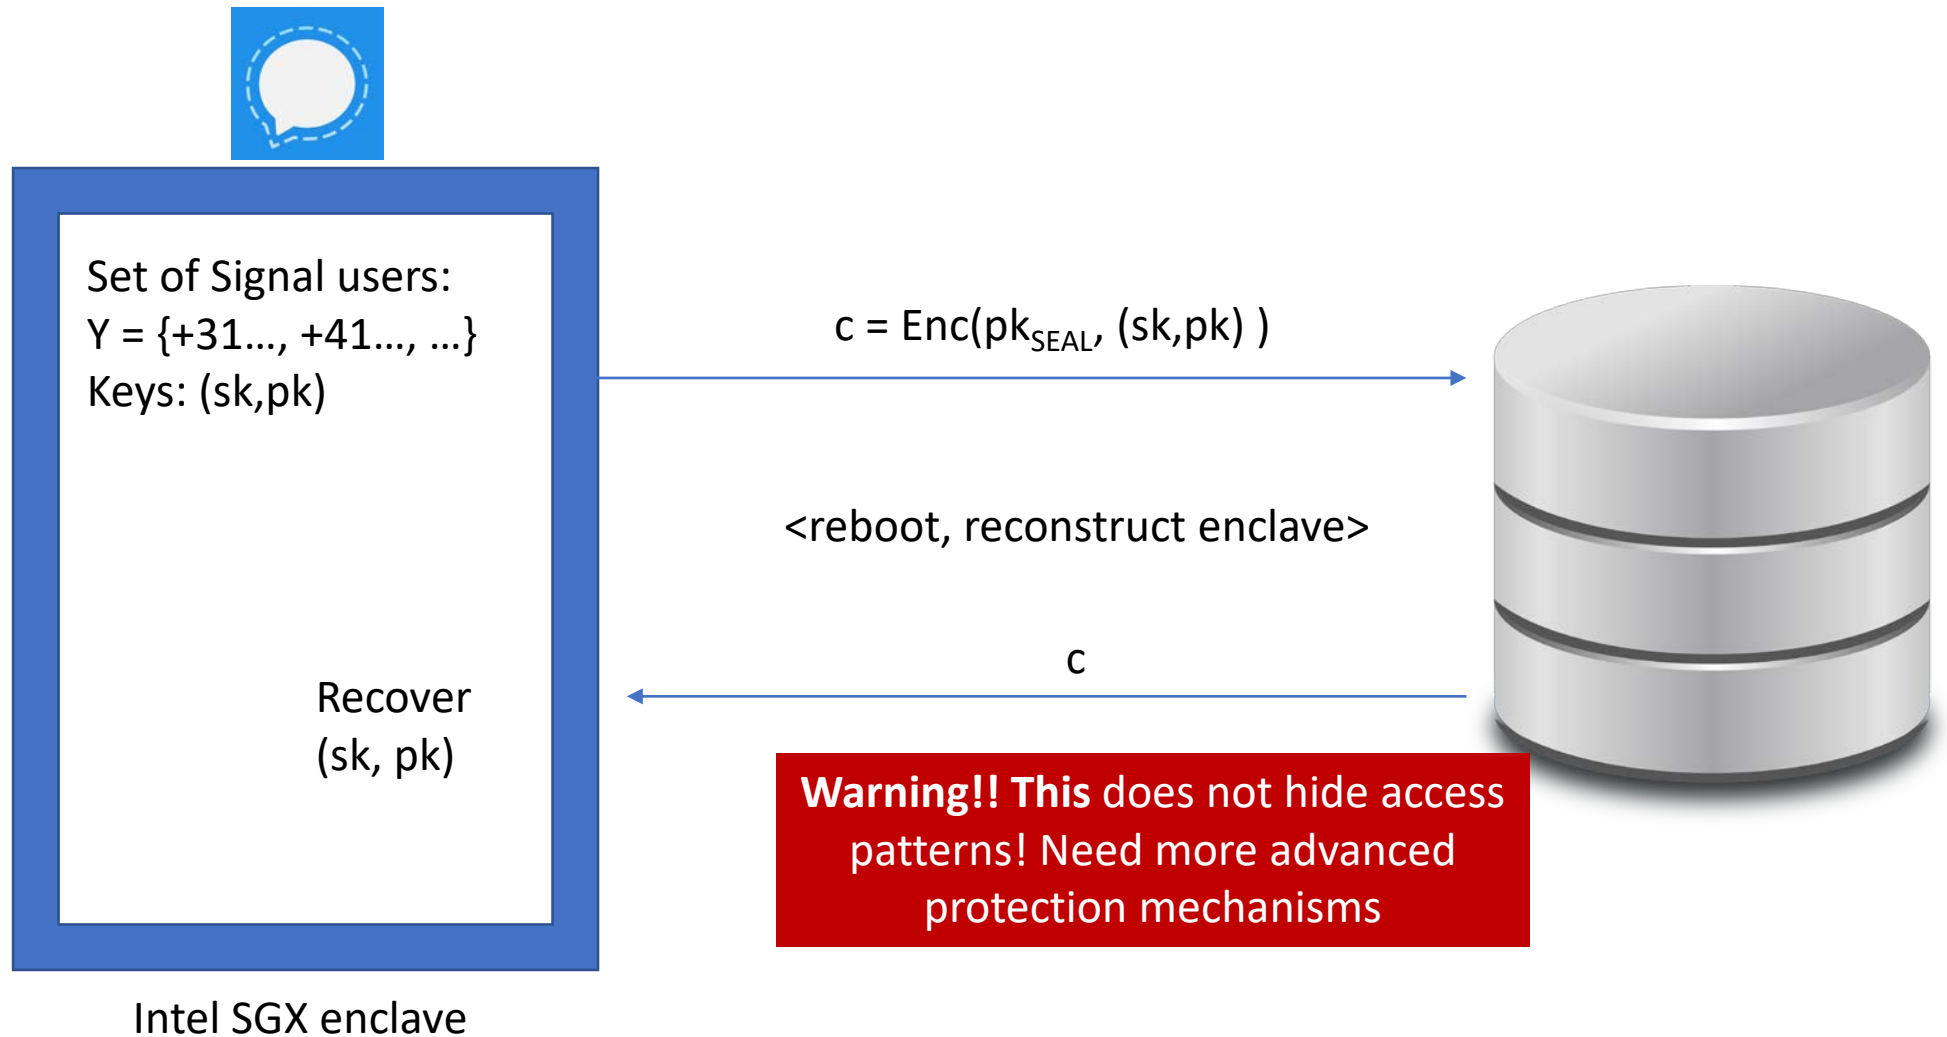 Set of Signal users:
Y = {+31…, +41…, …}
Keys: (sk,pk)
c = Enc(pk_SEAL, (sk,pk) )
<reboot, reconstruct enclave>
c
Recover
(sk, pk)
Warning!! This does not hide access
patterns! Need more advanced
protection mechanisms
Intel SGX enclave